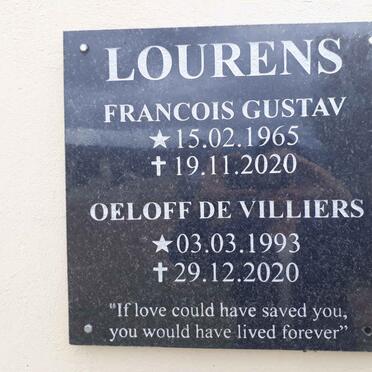 LOURENS
FRANCOIS GUSTAV
★15.02.1965
✝19.11.2020
OELOFF DE VILLIERS
★03.03.1993
✝29.12.2020
"If love could have saved you,
you would have lived forever"